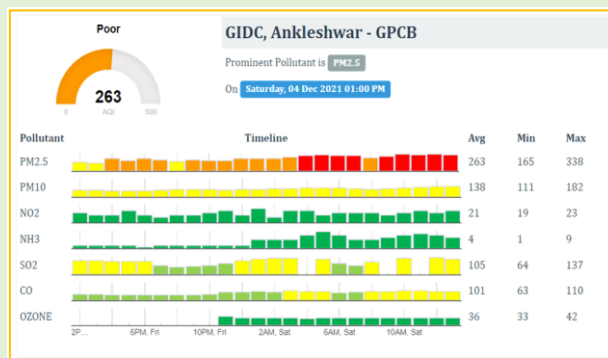 Poor
263
0 AQI 500
GIDC, Ankleshwar - GPCB
Prominent Pollutant is PM2.5
On Saturday, 04 Dec 2021 01:00 PM
Pollutant Timeline Avg Min Max
PM2.5 263 165 338
PM10 138 111 182
NO2 21 19 23
NH3 4 1 9
SO2 105 64 137
CO 101 63 110
OZONE 36 33 42
2P... 6PM, Fri 10PM, Fri 2AM, Sat 6AM, Sat 10AM, Sat